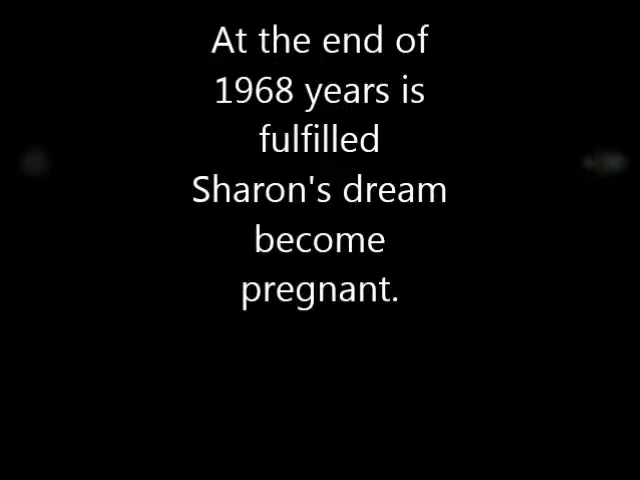 At the end of
1968 years is
fulfilled
Sharon's dream
become
pregnant.